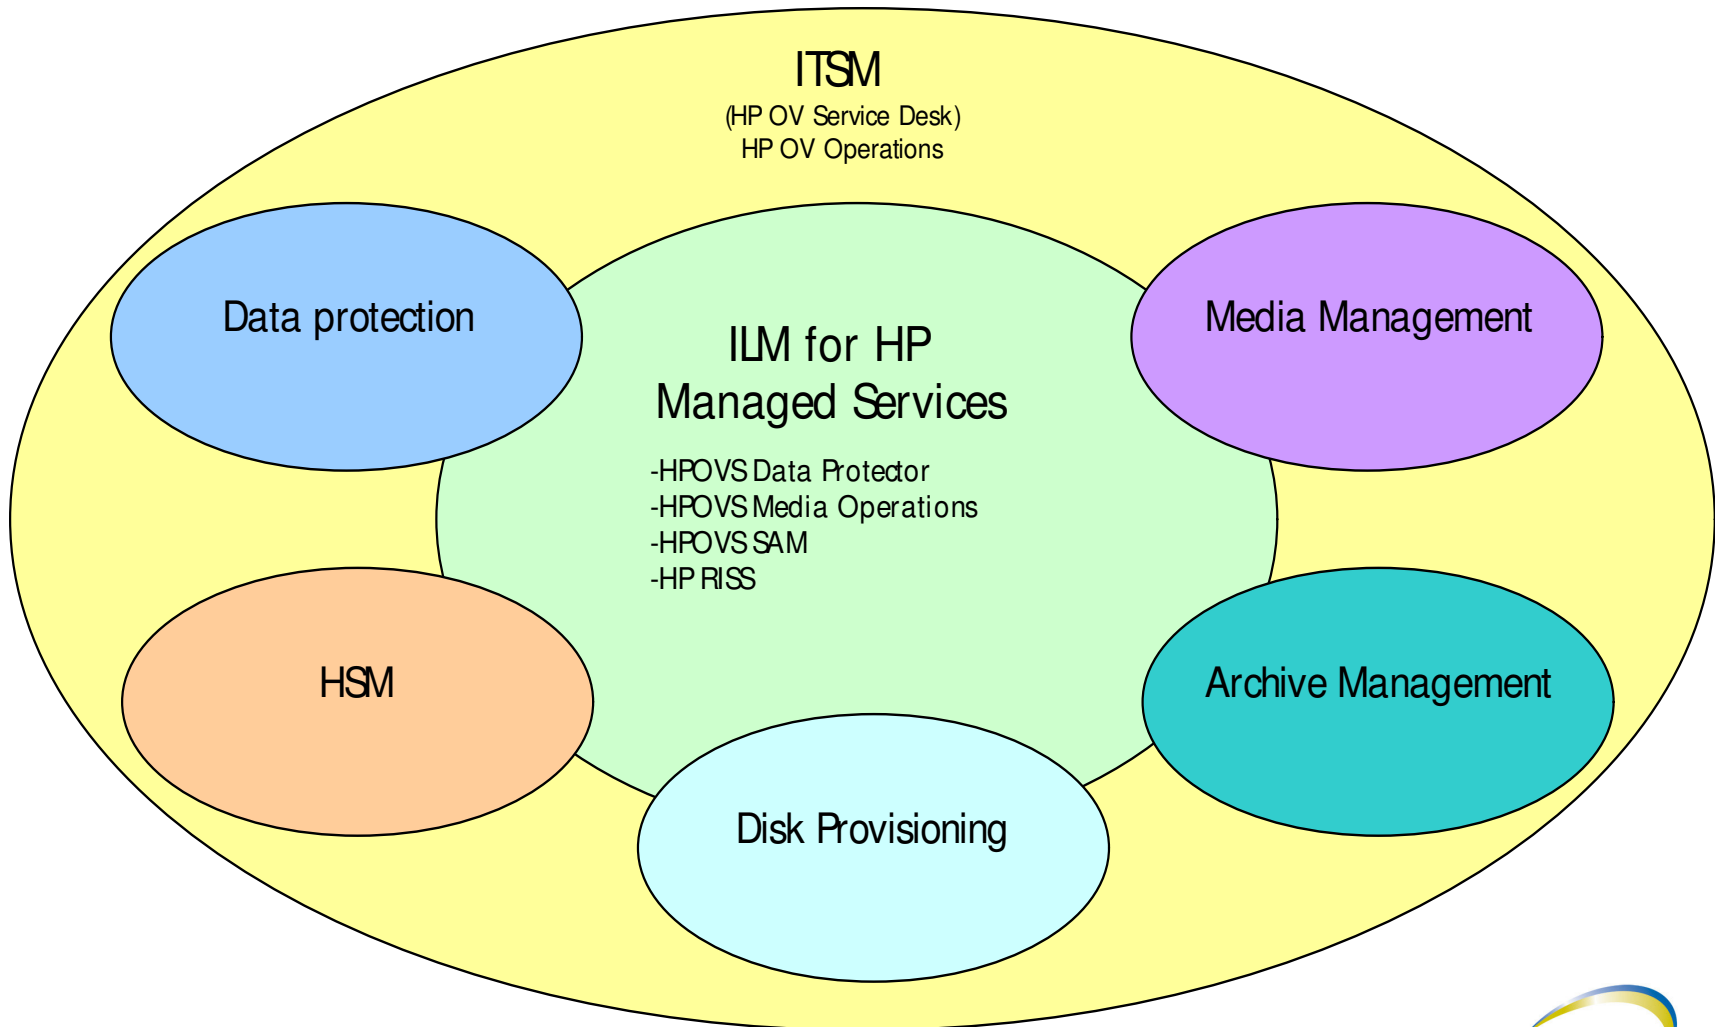 ITSM
(HP OV Service Desk)
HP OV Operations
Data protection
Media Management
ILM for HP
Managed Services
-HPOVS Data Protector
-HPOVS Media Operations
-HPOVS SAM
-HP RISS
HSM
Archive Management
Disk Provisioning